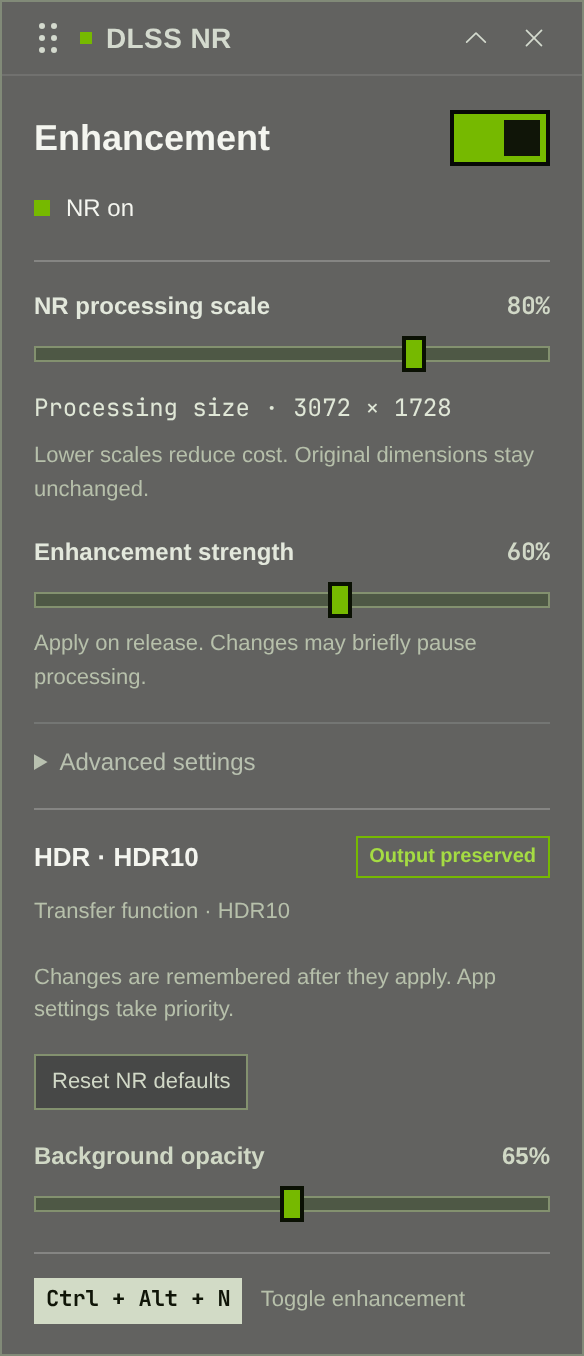 DLSS NR
Enhancement
NR on
NR processing scale 80%
Processing size · 3072 × 1728
Lower scales reduce cost. Original dimensions stay
unchanged.
Enhancement strength 60%
Apply on release. Changes may briefly pause
processing.
Advanced settings
HDR · HDR10 Output preserved
Transfer function · HDR10
Changes are remembered after they apply. App
settings take priority.
Reset NR defaults
Background opacity 65%
Ctrl + Alt + N Toggle enhancement